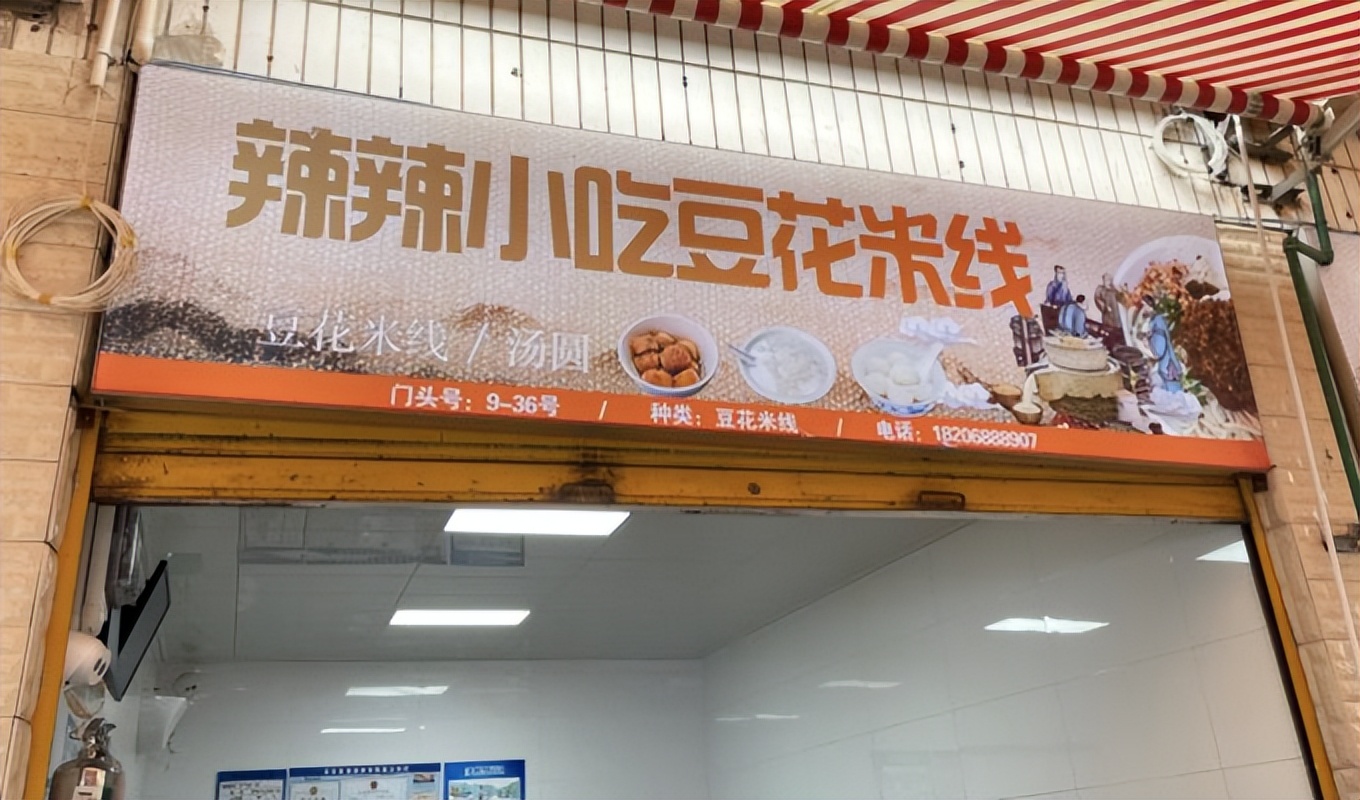 辣辣小吃豆花米线
豆花米线 / 汤圆
门头号：9-36号 / 种类：豆花米线 / 电话：18206888907